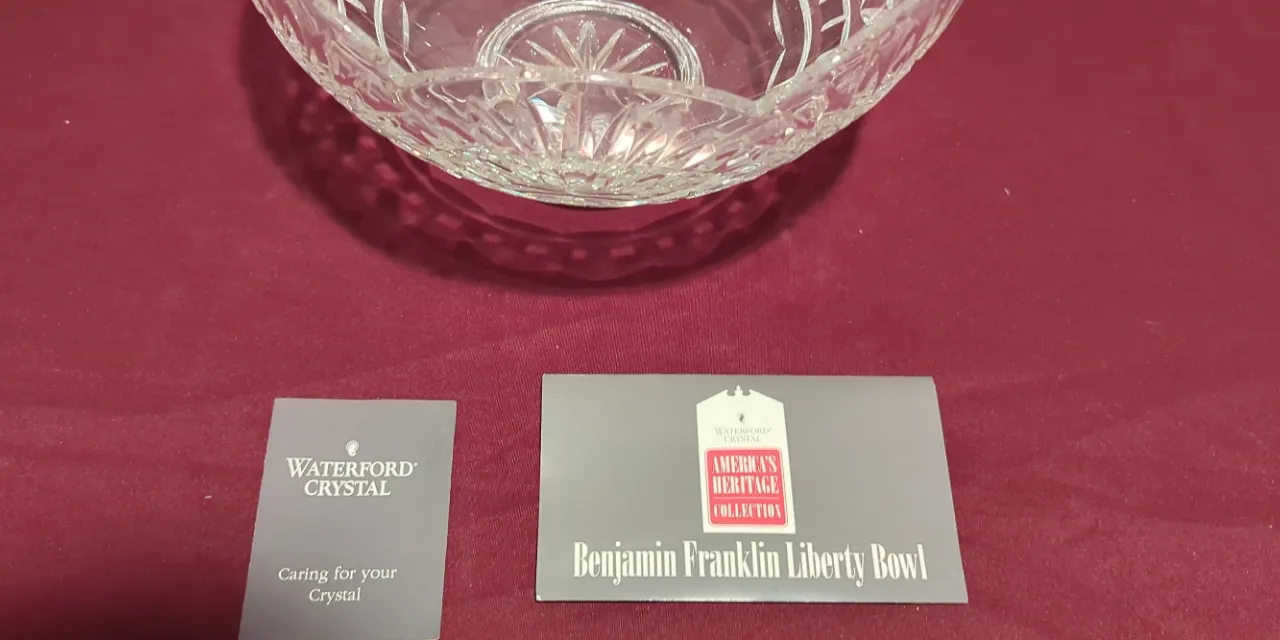 WATERFORD®
CRYSTAL
Caring for your
Crystal
WATERFORD®
CRYSTAL
AMERICA'S
HERITAGE
COLLECTION
Benjamin Franklin Liberty Bowl